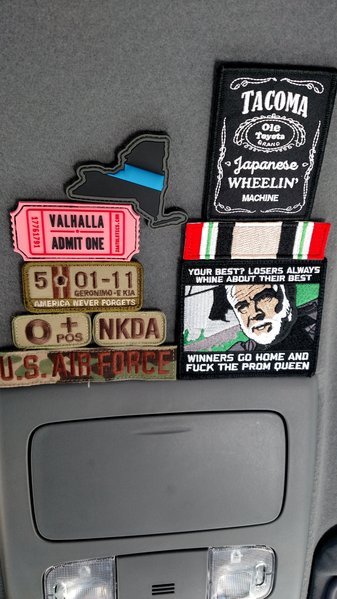 TACOMA
Ole
Toyota
BRAND
Japanese
WHEELIN'
MACHINE
VALHALLA
ADMIT ONE
5 01-11
GERONIMO-E KIA
AMERICA NEVER FORGETS
O+
POS
NKDA
U.S. AIR FORCE
YOUR BEST? LOSERS ALWAYS
WHINE ABOUT THEIR BEST
WINNERS GO HOME AND
FUCK THE PROM QUEEN